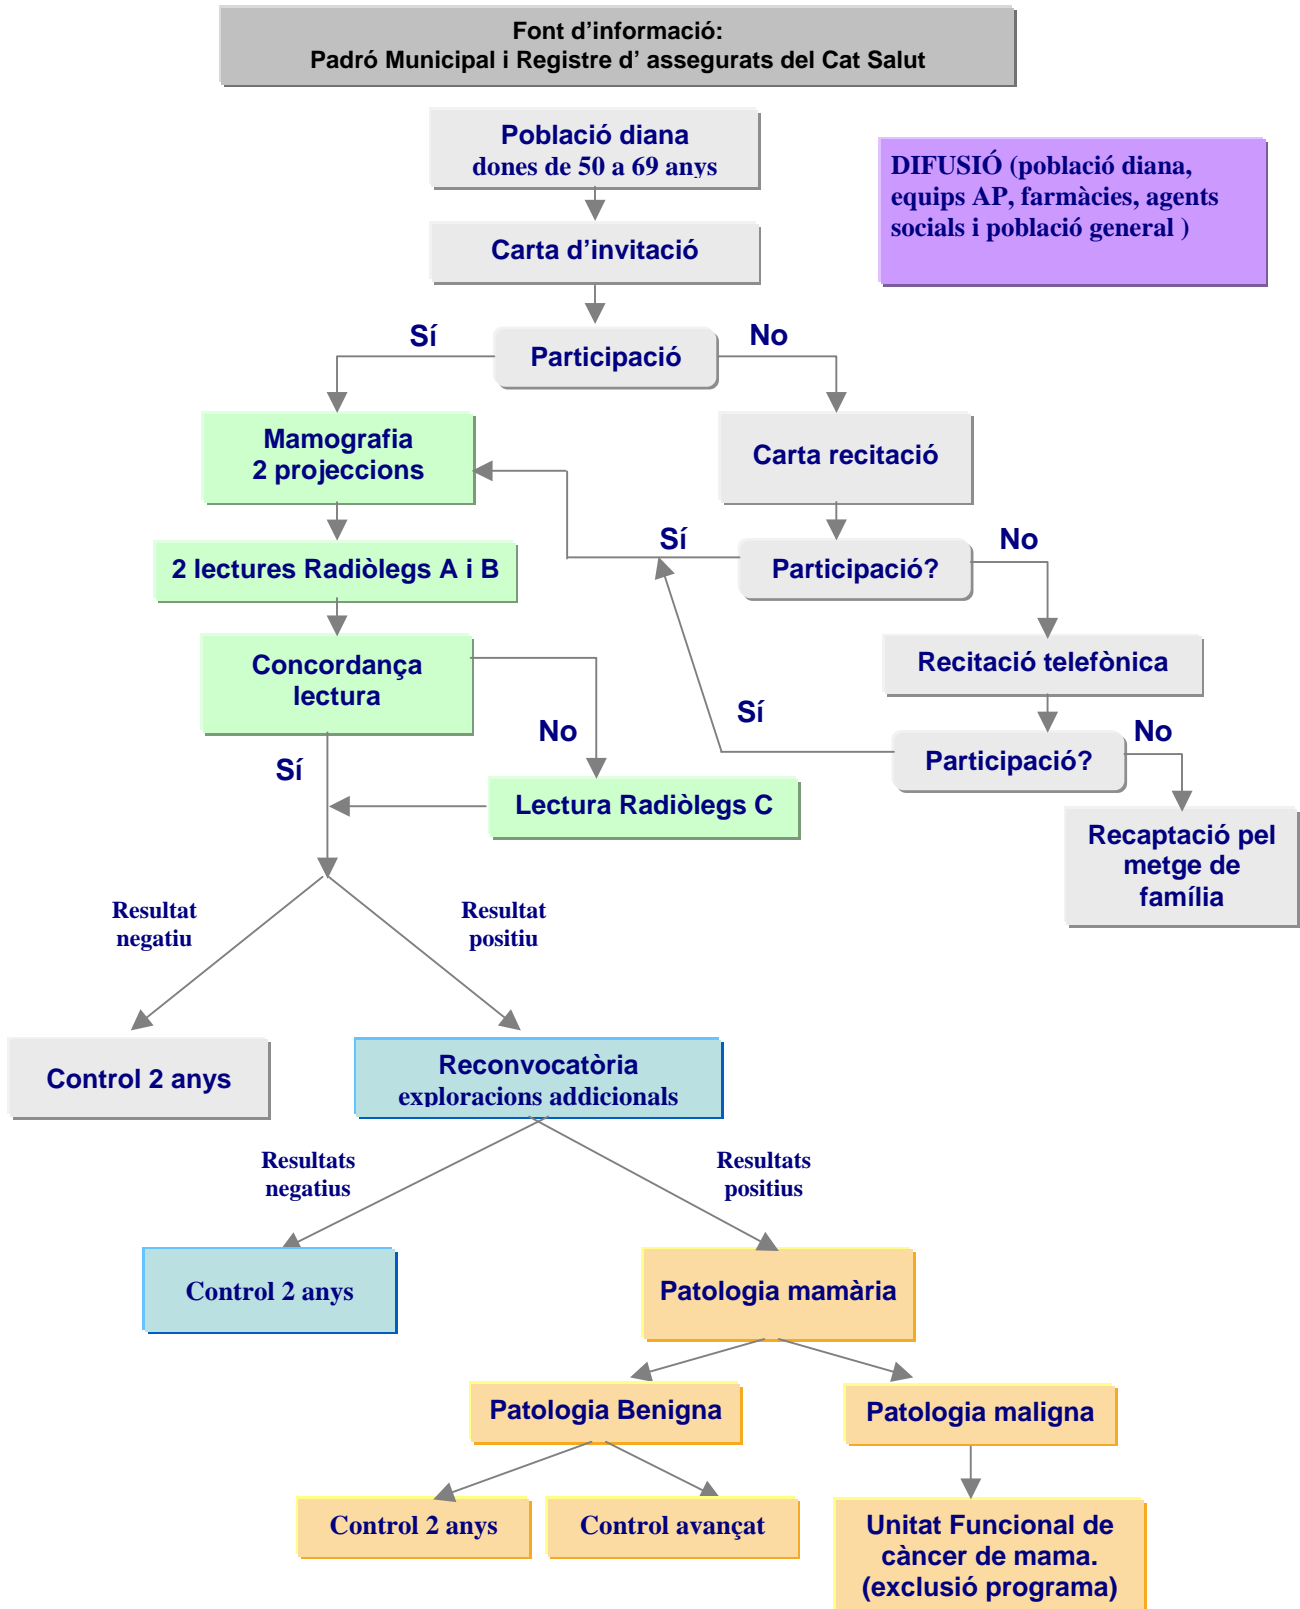 Font d’informació:
Padró Municipal i Registre d’ assegurats del Cat Salut
Població diana
dones de 50 a 69 anys
DIFUSIÓ (població diana,
equips AP, farmàcies, agents
socials i població general )
Carta d’invitació
Sí
No
Participació
Mamografia
2 projeccions
Carta recitació
Sí
No
2 lectures Radiòlegs A i B
Participació?
Concordança
lectura
Recitació telefònica
No
Sí
Sí
No
Participació?
Lectura Radiòlegs C
Recaptació pel
metge de
família
Resultat
negatiu
Resultat
positiu
Control 2 anys
Reconvocatòria
exploracions addicionals
Resultats
negatius
Resultats
positius
Control 2 anys
Patologia mamària
Patologia Benigna
Patologia maligna
Control 2 anys
Control avançat
Unitat Funcional de
càncer de mama.
(exclusió programa)